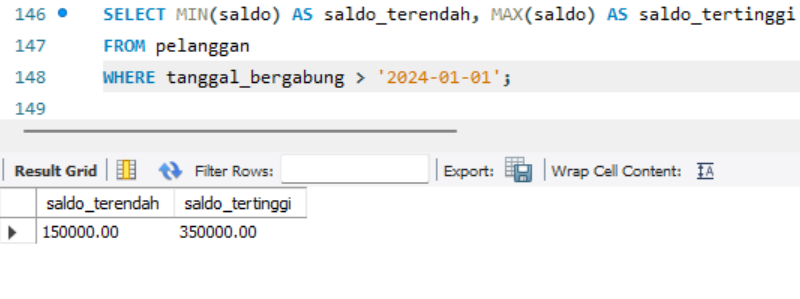 146 SELECT MIN(saldo) AS saldo_terendah, MAX(saldo) AS saldo_tertinggi
147 FROM pelanggan
148 WHERE tanggal_bergabung > '2024-01-01';
149
Result Grid Filter Rows: Export: Wrap Cell Content:
saldo_terendah saldo_tertinggi
150000.00 350000.00